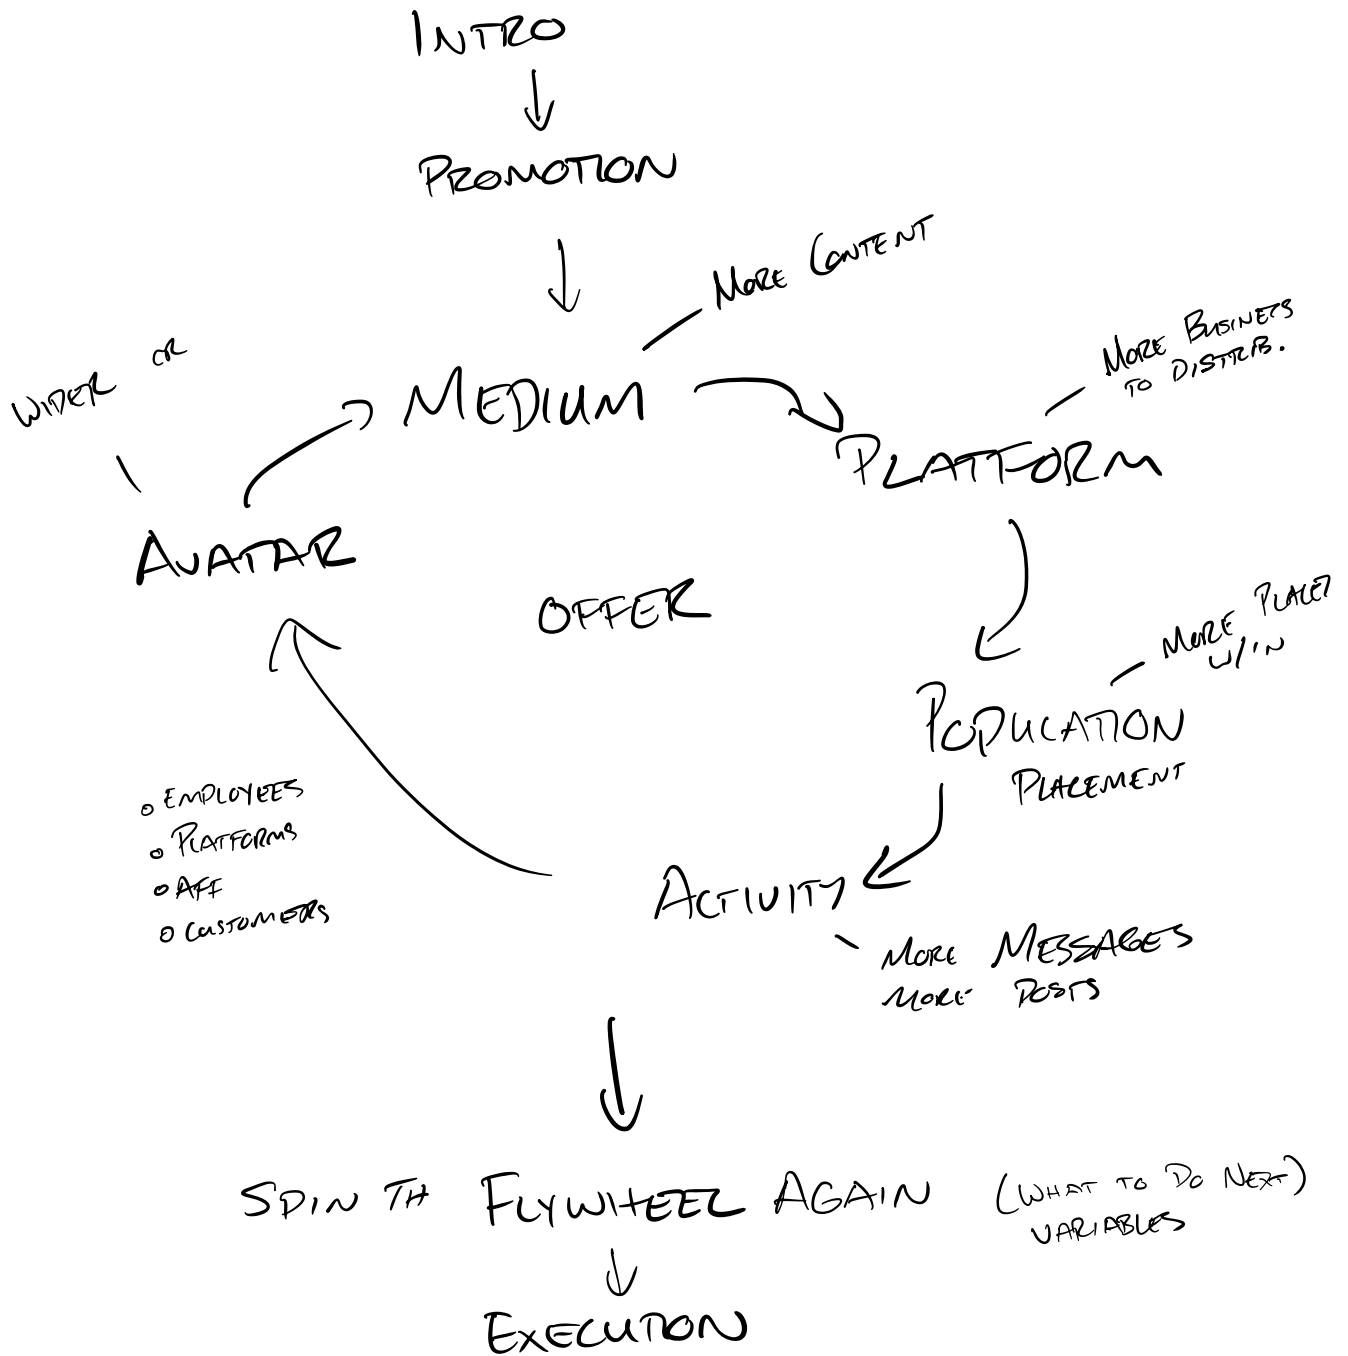 INTRO
PROMOTION
MORE CONTENT
MEDIUM
MORE BUSINESS
TO DISTRIB.
PLATFORM
WIDER OR
AVATAR
OFFER
MORE PLACES
W/IN
POPULATION
PLACEMENT
EMPLOYEES
PLATFORMS
AFF
CUSTOMERS
ACTIVITY
MORE MESSAGES
MORE POSTS
SPIN TH FLYWHEEL AGAIN (WHAT TO DO NEXT)
VARIABLES
EXECUTION